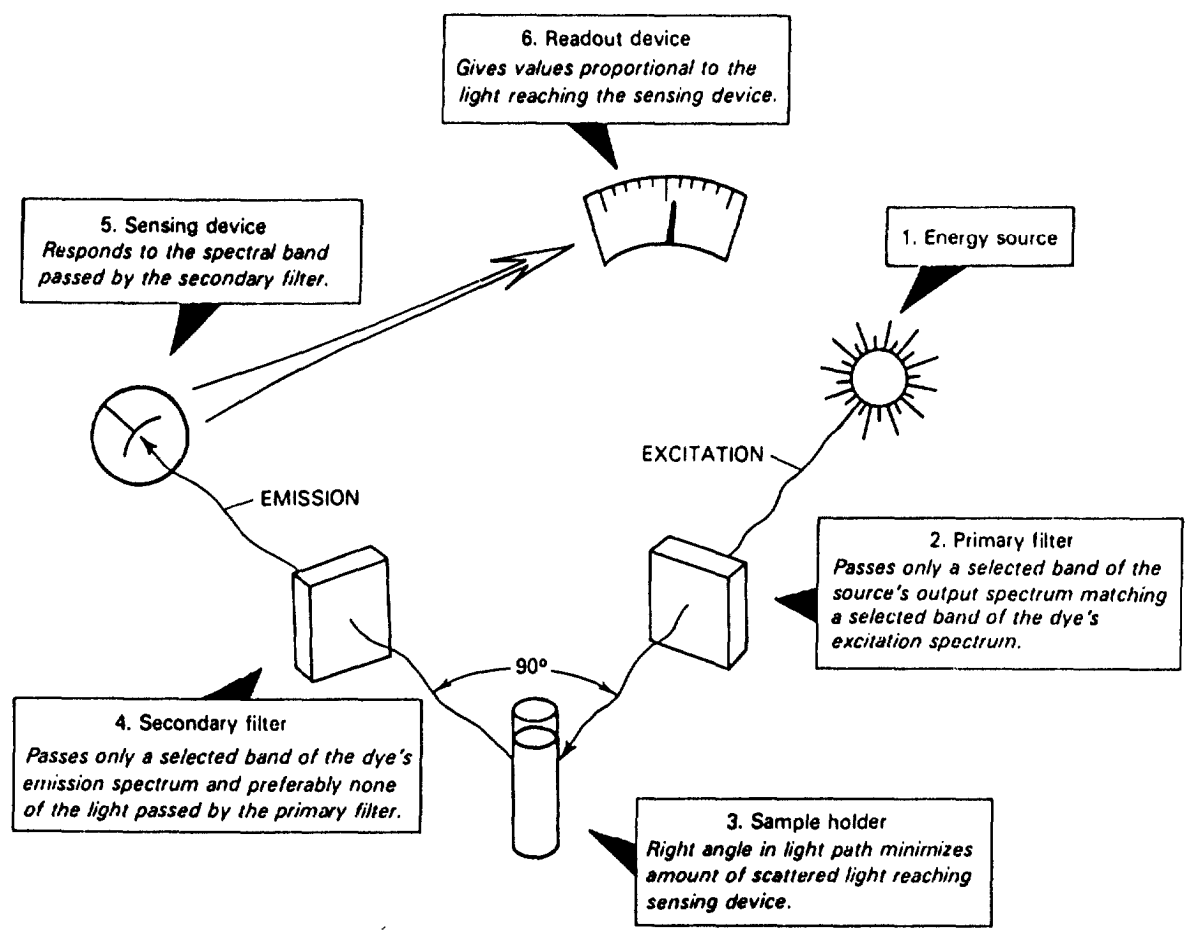 6. Readout device
Gives values proportional to the
light reaching the sensing device.
5. Sensing device
Responds to the spectral band
passed by the secondary filter.
1. Energy source
EXCITATION
EMISSION
2. Primary filter
Passes only a selected band of the
source's output spectrum matching
a selected band of the dye's
excitation spectrum.
90°
4. Secondary filter
Passes only a selected band of the dye's
emission spectrum and preferably none
of the light passed by the primary filter.
3. Sample holder
Right angle in light path minimizes
amount of scattered light reaching
sensing device.